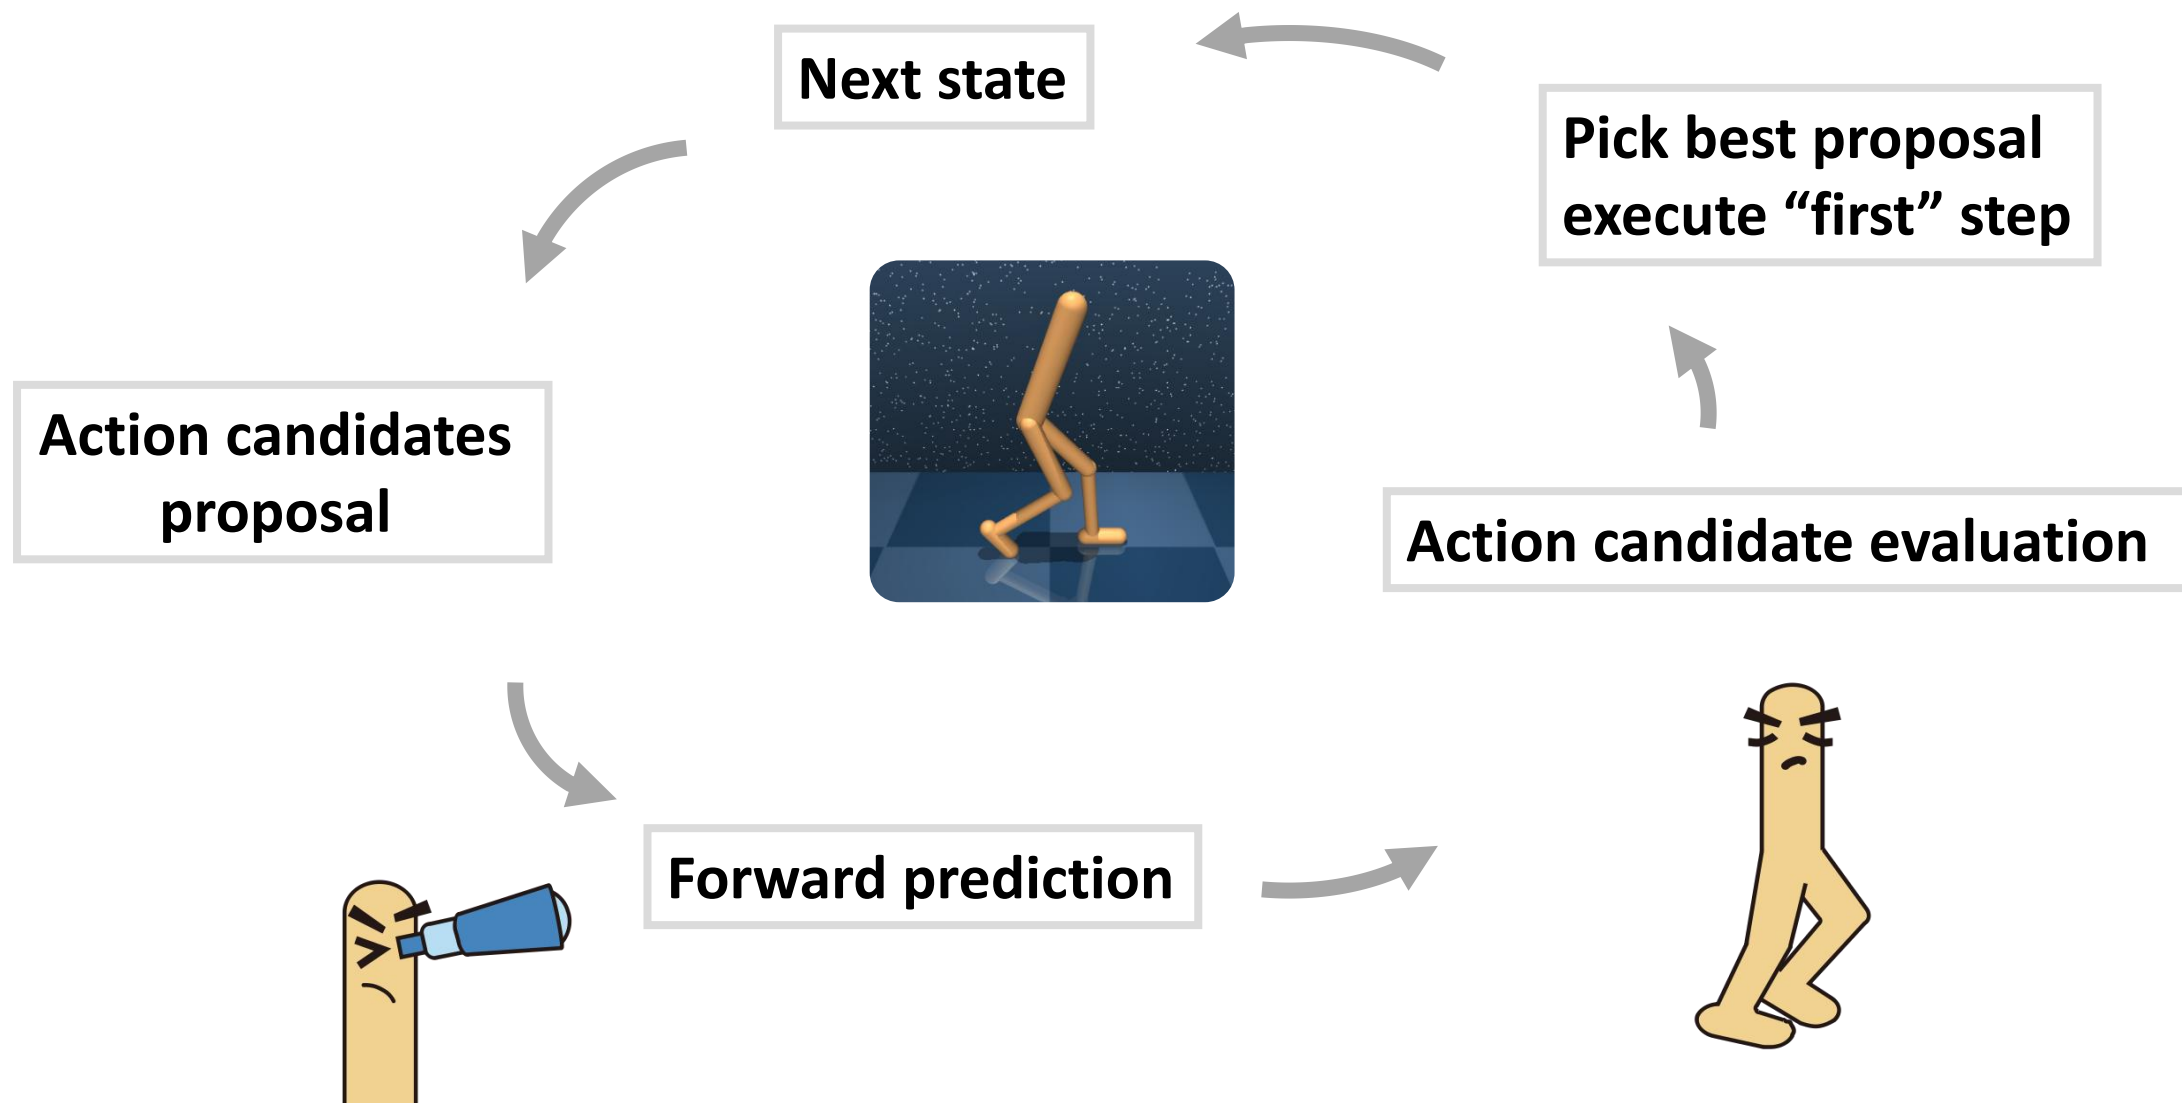 Next state
Pick best proposal
execute “first” step
Action candidates
proposal
Action candidate evaluation
Forward prediction